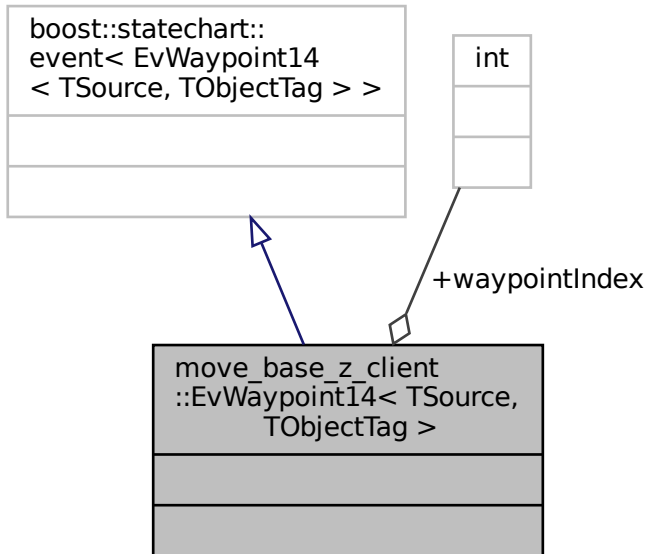 boost::statechart::
event< EvWaypoint14
< TSource, TObjectTag > >
int
+waypointIndex
move_base_z_client
::EvWaypoint14< TSource,
TObjectTag >